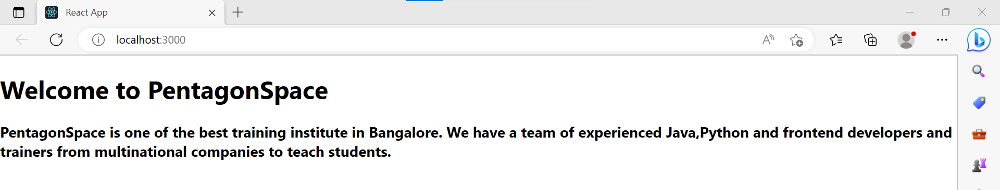 React App
localhost:3000
Welcome to PentagonSpace
PentagonSpace is one of the best training institute in Bangalore. We have a team of experienced Java,Python and frontend developers and
trainers from multinational companies to teach students.